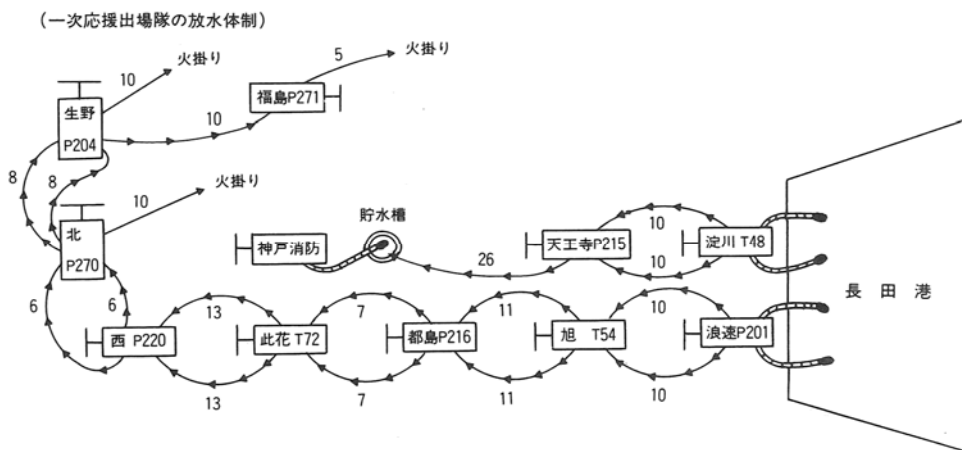 (一次応援出場隊の放水体制)
火掛り
5
火掛り
10
福島P271
生野
P204
10
8
8
火掛り
10
北
P270
貯水槽
神戸消防
26
天王寺P215
10
10
淀川 T48
長田港
6
6
13
7
11
10
西 P220
此花 T72
都島P216
旭 T54
浪速P201
13
7
11
10